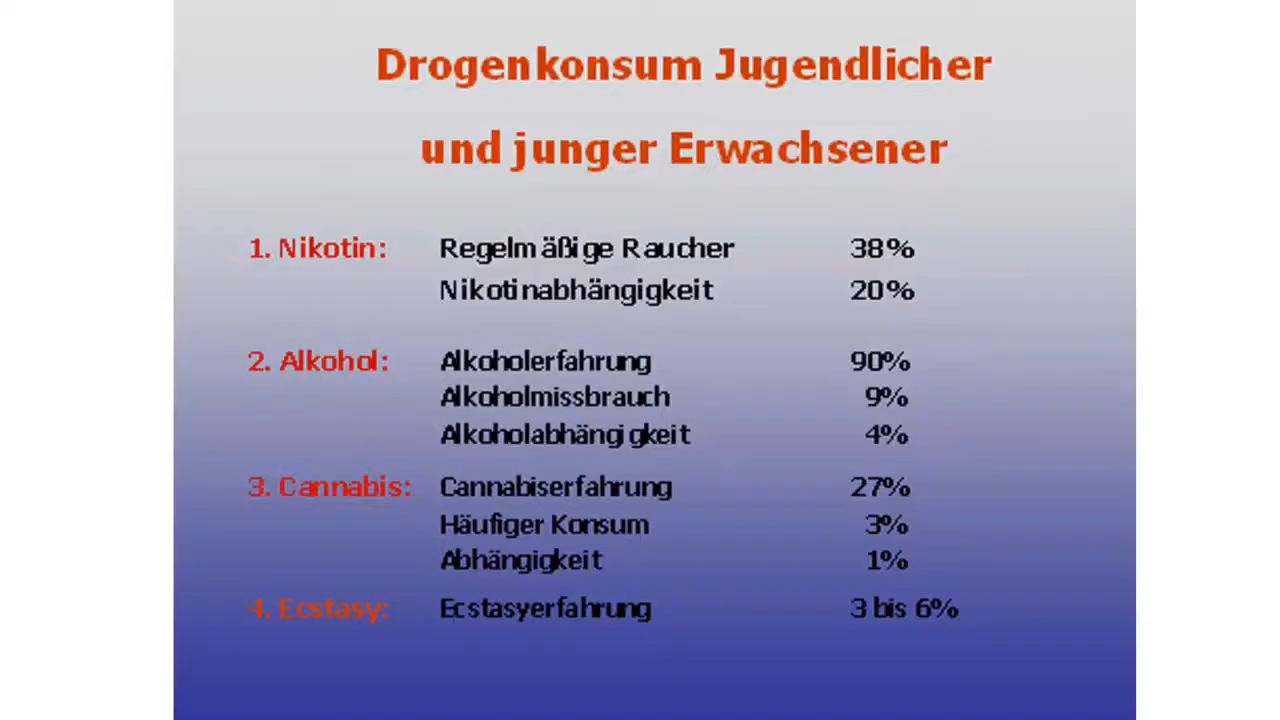 Drogenkonsum Jugendlicher
und junger Erwachsener
1. Nikotin: Regelmäßige Raucher 38%
Nikotinabhängigkeit 20%
2. Alkohol: Alkoholerfahrung 90%
Alkoholmissbrauch 9%
Alkoholabhängigkeit 4%
3. Cannabis: Cannabiserfahrung 27%
Häufiger Konsum 3%
Abhängigkeit 1%
4. Ecstasy: Ecstasyerfahrung 3 bis 6%